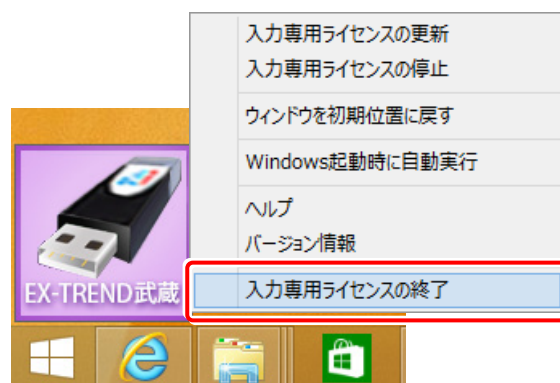 入力専用ライセンスの更新
入力専用ライセンスの停止
ウィンドウを初期位置に戻す
Windows起動時に自動実行
ヘルプ
バージョン情報
入力専用ライセンスの終了
EX-TREND武蔵